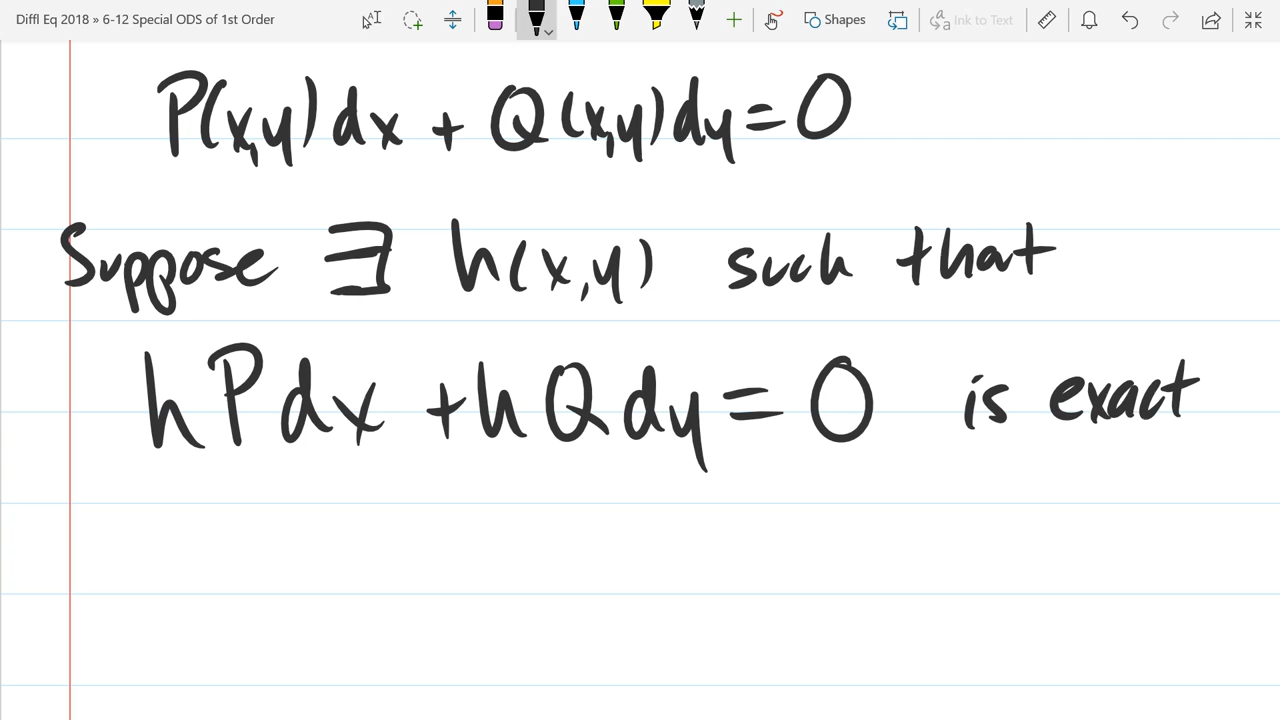 Diffl Eq 2018 » 6-12 Special ODS of 1st Order
Shapes
Ink to Text
P(x,y)dx + Q(x,y)dy=0
Suppose ∃ h(x,y) such that
hPdx +hQdy=0 is exact